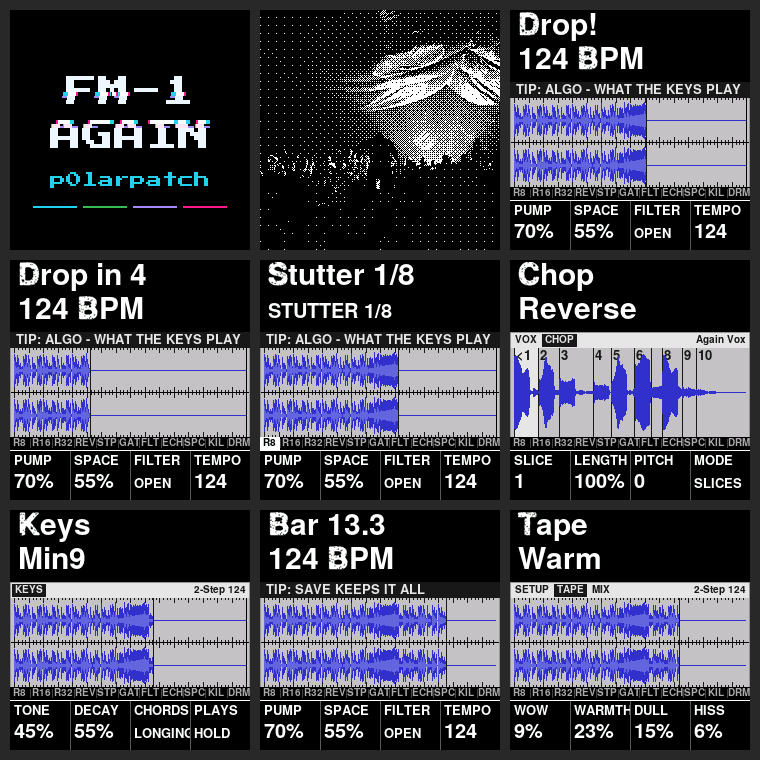 FM-1
AGAIN
p0larpatch
Drop!
124 BPM
TIP: ALGO - WHAT THE KEYS PLAY
R8 R16 R32 REV STP GAT FLT ECH SPC KIL DRM
PUMP SPACE FILTER TEMPO
70% 55% OPEN 124
Drop in 4
124 BPM
TIP: ALGO - WHAT THE KEYS PLAY
R8 R16 R32 REV STP GAT FLT ECH SPC KIL DRM
PUMP SPACE FILTER TEMPO
70% 55% OPEN 124
Stutter 1/8
STUTTER 1/8
TIP: ALGO - WHAT THE KEYS PLAY
R8 R16 R32 REV STP GAT FLT ECH SPC KIL DRM
PUMP SPACE FILTER TEMPO
70% 55% OPEN 124
Chop
Reverse
VOX CHOP Again Vox
<1 2 3 4 5 6 8 9 10
R8 R16 R32 REV STP GAT FLT ECH SPC KIL DRM
SLICE LENGTH PITCH MODE
1 100% 0 SLICES
Keys
Min9
KEYS 2-Step 124
R8 R16 R32 REV STP GAT FLT ECH SPC KIL DRM
TONE DECAY CHORDS PLAYS
45% 55% LONGING HOLD
Bar 13.3
124 BPM
TIP: SAVE KEEPS IT ALL
R8 R16 R32 REV STP GAT FLT ECH SPC KIL DRM
PUMP SPACE FILTER TEMPO
70% 55% OPEN 124
Tape
Warm
SETUP TAPE MIX 2-Step 124
R8 R16 R32 REV STP GAT FLT ECH SPC KIL DRM
WOW WARMTH DULL HISS
9% 23% 15% 6%